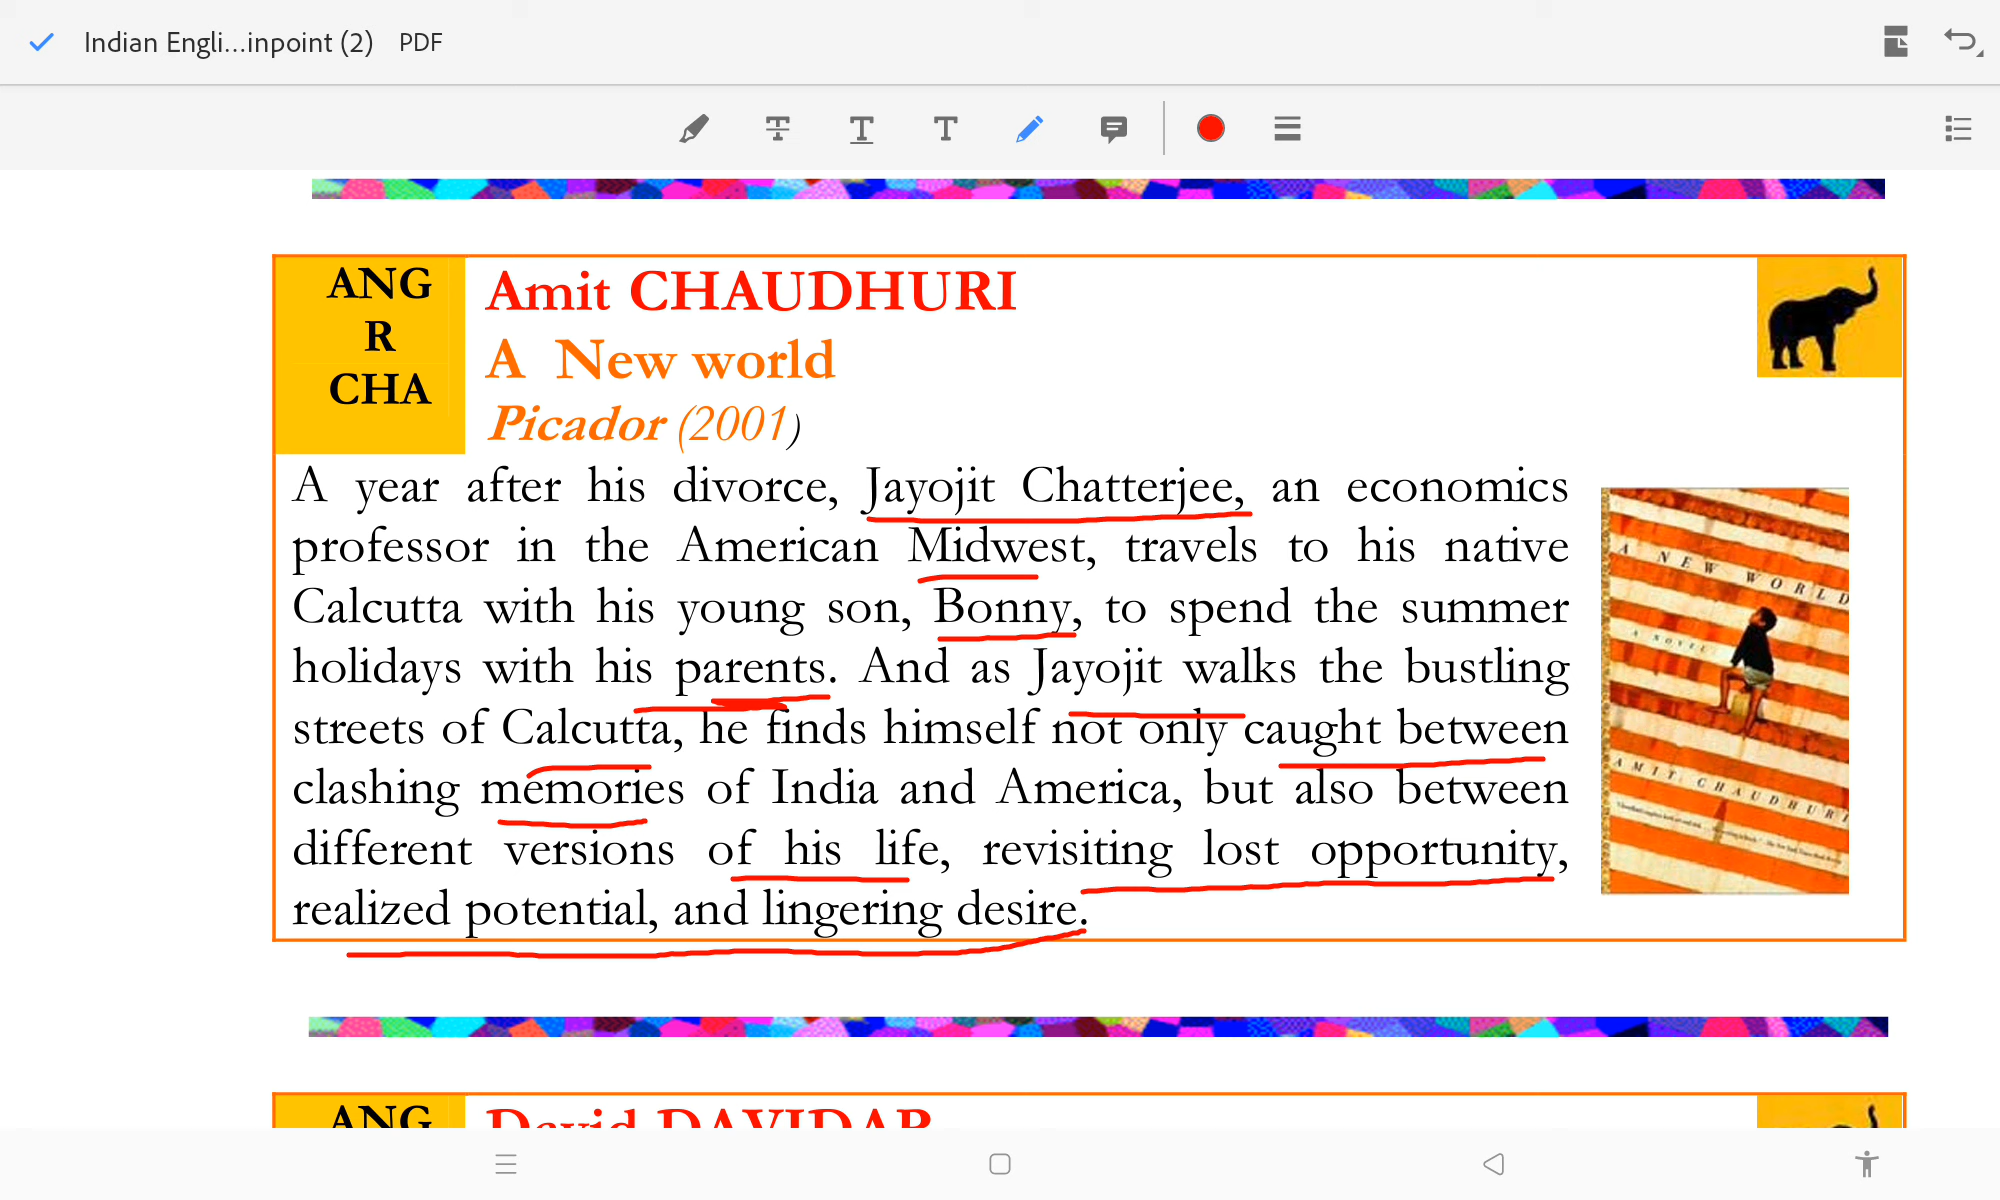 Indian Engli...inpoint (2) PDF
ANG
R
CHA
Amit CHAUDHURI
A New world
Picador (2001)
A year after his divorce, Jayojit Chatterjee, an economics
professor in the American Midwest, travels to his native
Calcutta with his young son, Bonny, to spend the summer
holidays with his parents. And as Jayojit walks the bustling
streets of Calcutta, he finds himself not only caught between
clashing memories of India and America, but also between
different versions of his life, revisiting lost opportunity,
realized potential, and lingering desire.
A NEW WORLD
A NOVEL
AMIT CHAUDHURI
ANG
David DAVIDAR